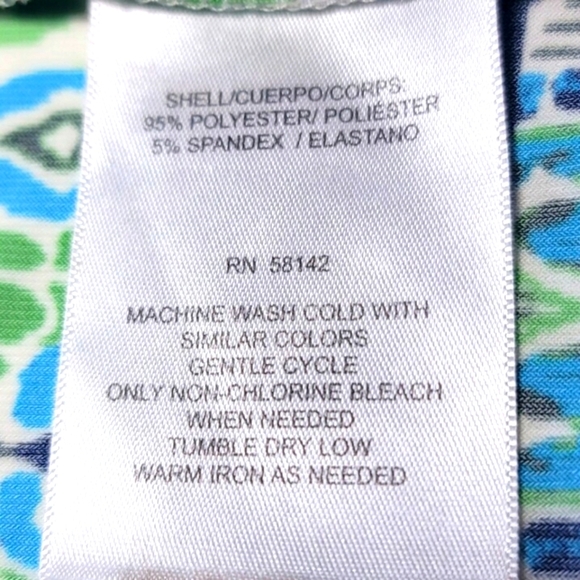 SHELL/CUERPO/CORPS:
95% POLYESTER/ POLIÉSTER
5% SPANDEX / ELASTANO
RN 58142
MACHINE WASH COLD WITH
SIMILAR COLORS
GENTLE CYCLE
ONLY NON-CHLORINE BLEACH
WHEN NEEDED
TUMBLE DRY LOW
WARM IRON AS NEEDED